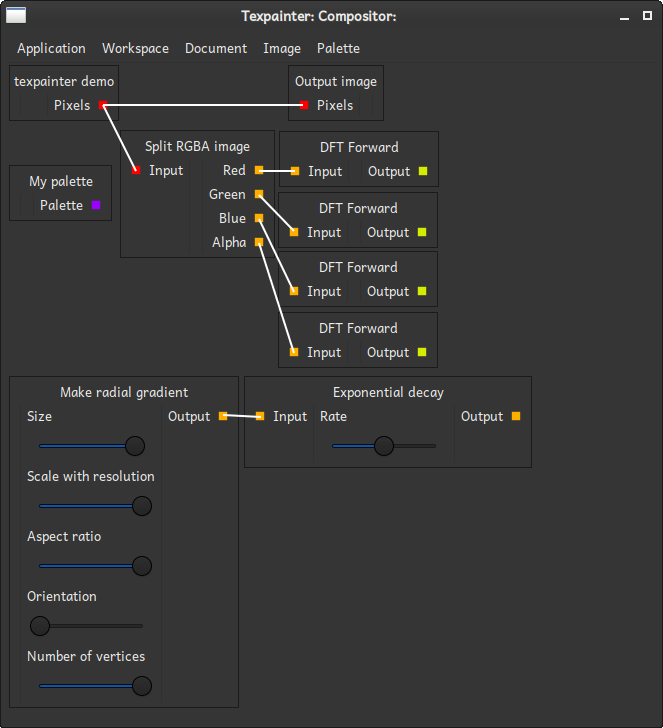 Texpainter: Compositor:
Application Workspace Document Image Palette
texpainter demo
Pixels
Output image
Pixels
Split RGBA image
Input Red
Green
Blue
Alpha
DFT Forward
Input Output
My palette
Palette
DFT Forward
Input Output
DFT Forward
Input Output
DFT Forward
Input Output
Make radial gradient
Size Output
Scale with resolution
Aspect ratio
Orientation
Number of vertices
Exponential decay
Input Rate Output